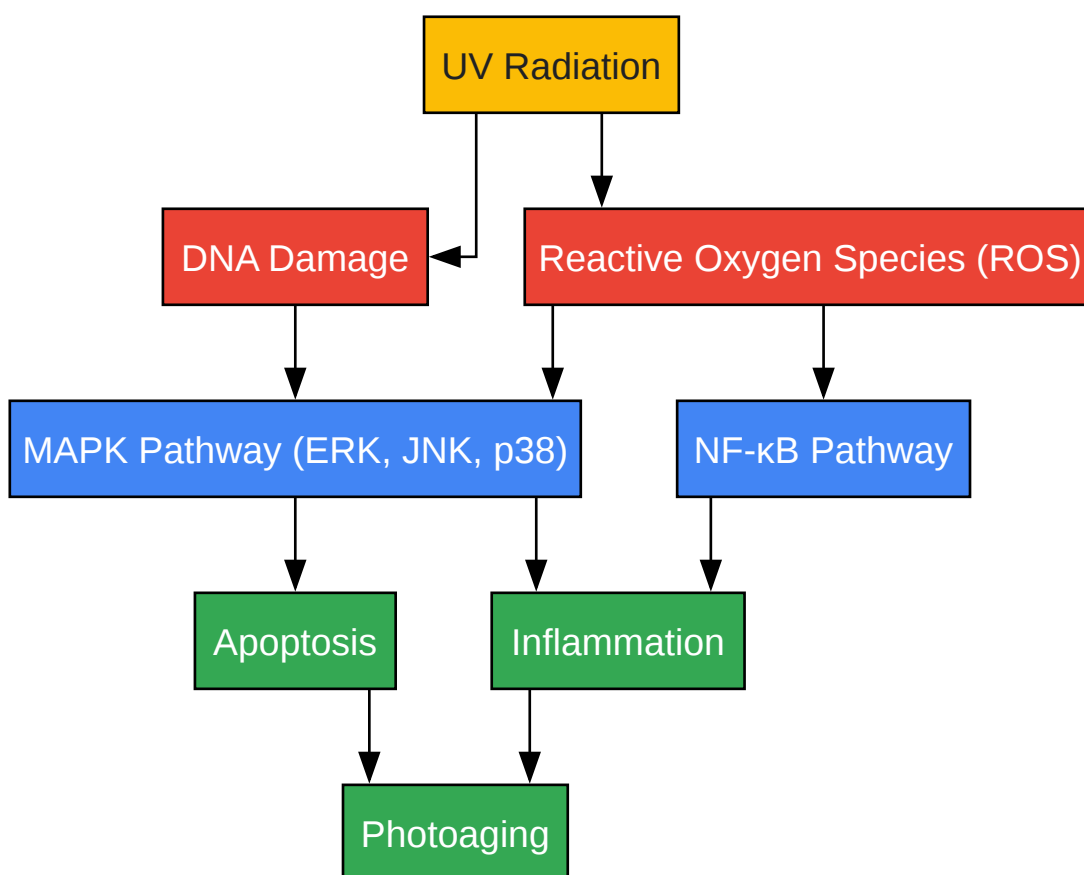 UV Radiation
DNA Damage
Reactive Oxygen Species (ROS)
MAPK Pathway (ERK, JNK, p38)
NF-κB Pathway
Apoptosis
Inflammation
Photoaging